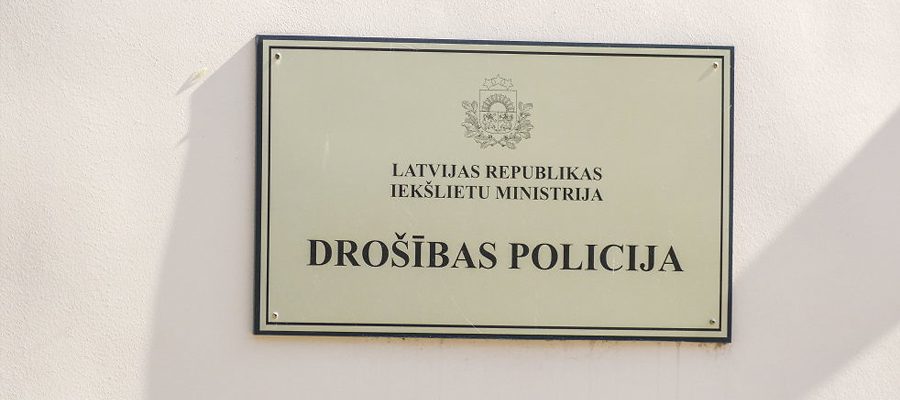 LATVIJAS REPUBLIKAS
IEKŠLIETU MINISTRIJA
DROŠĪBAS POLICIJA